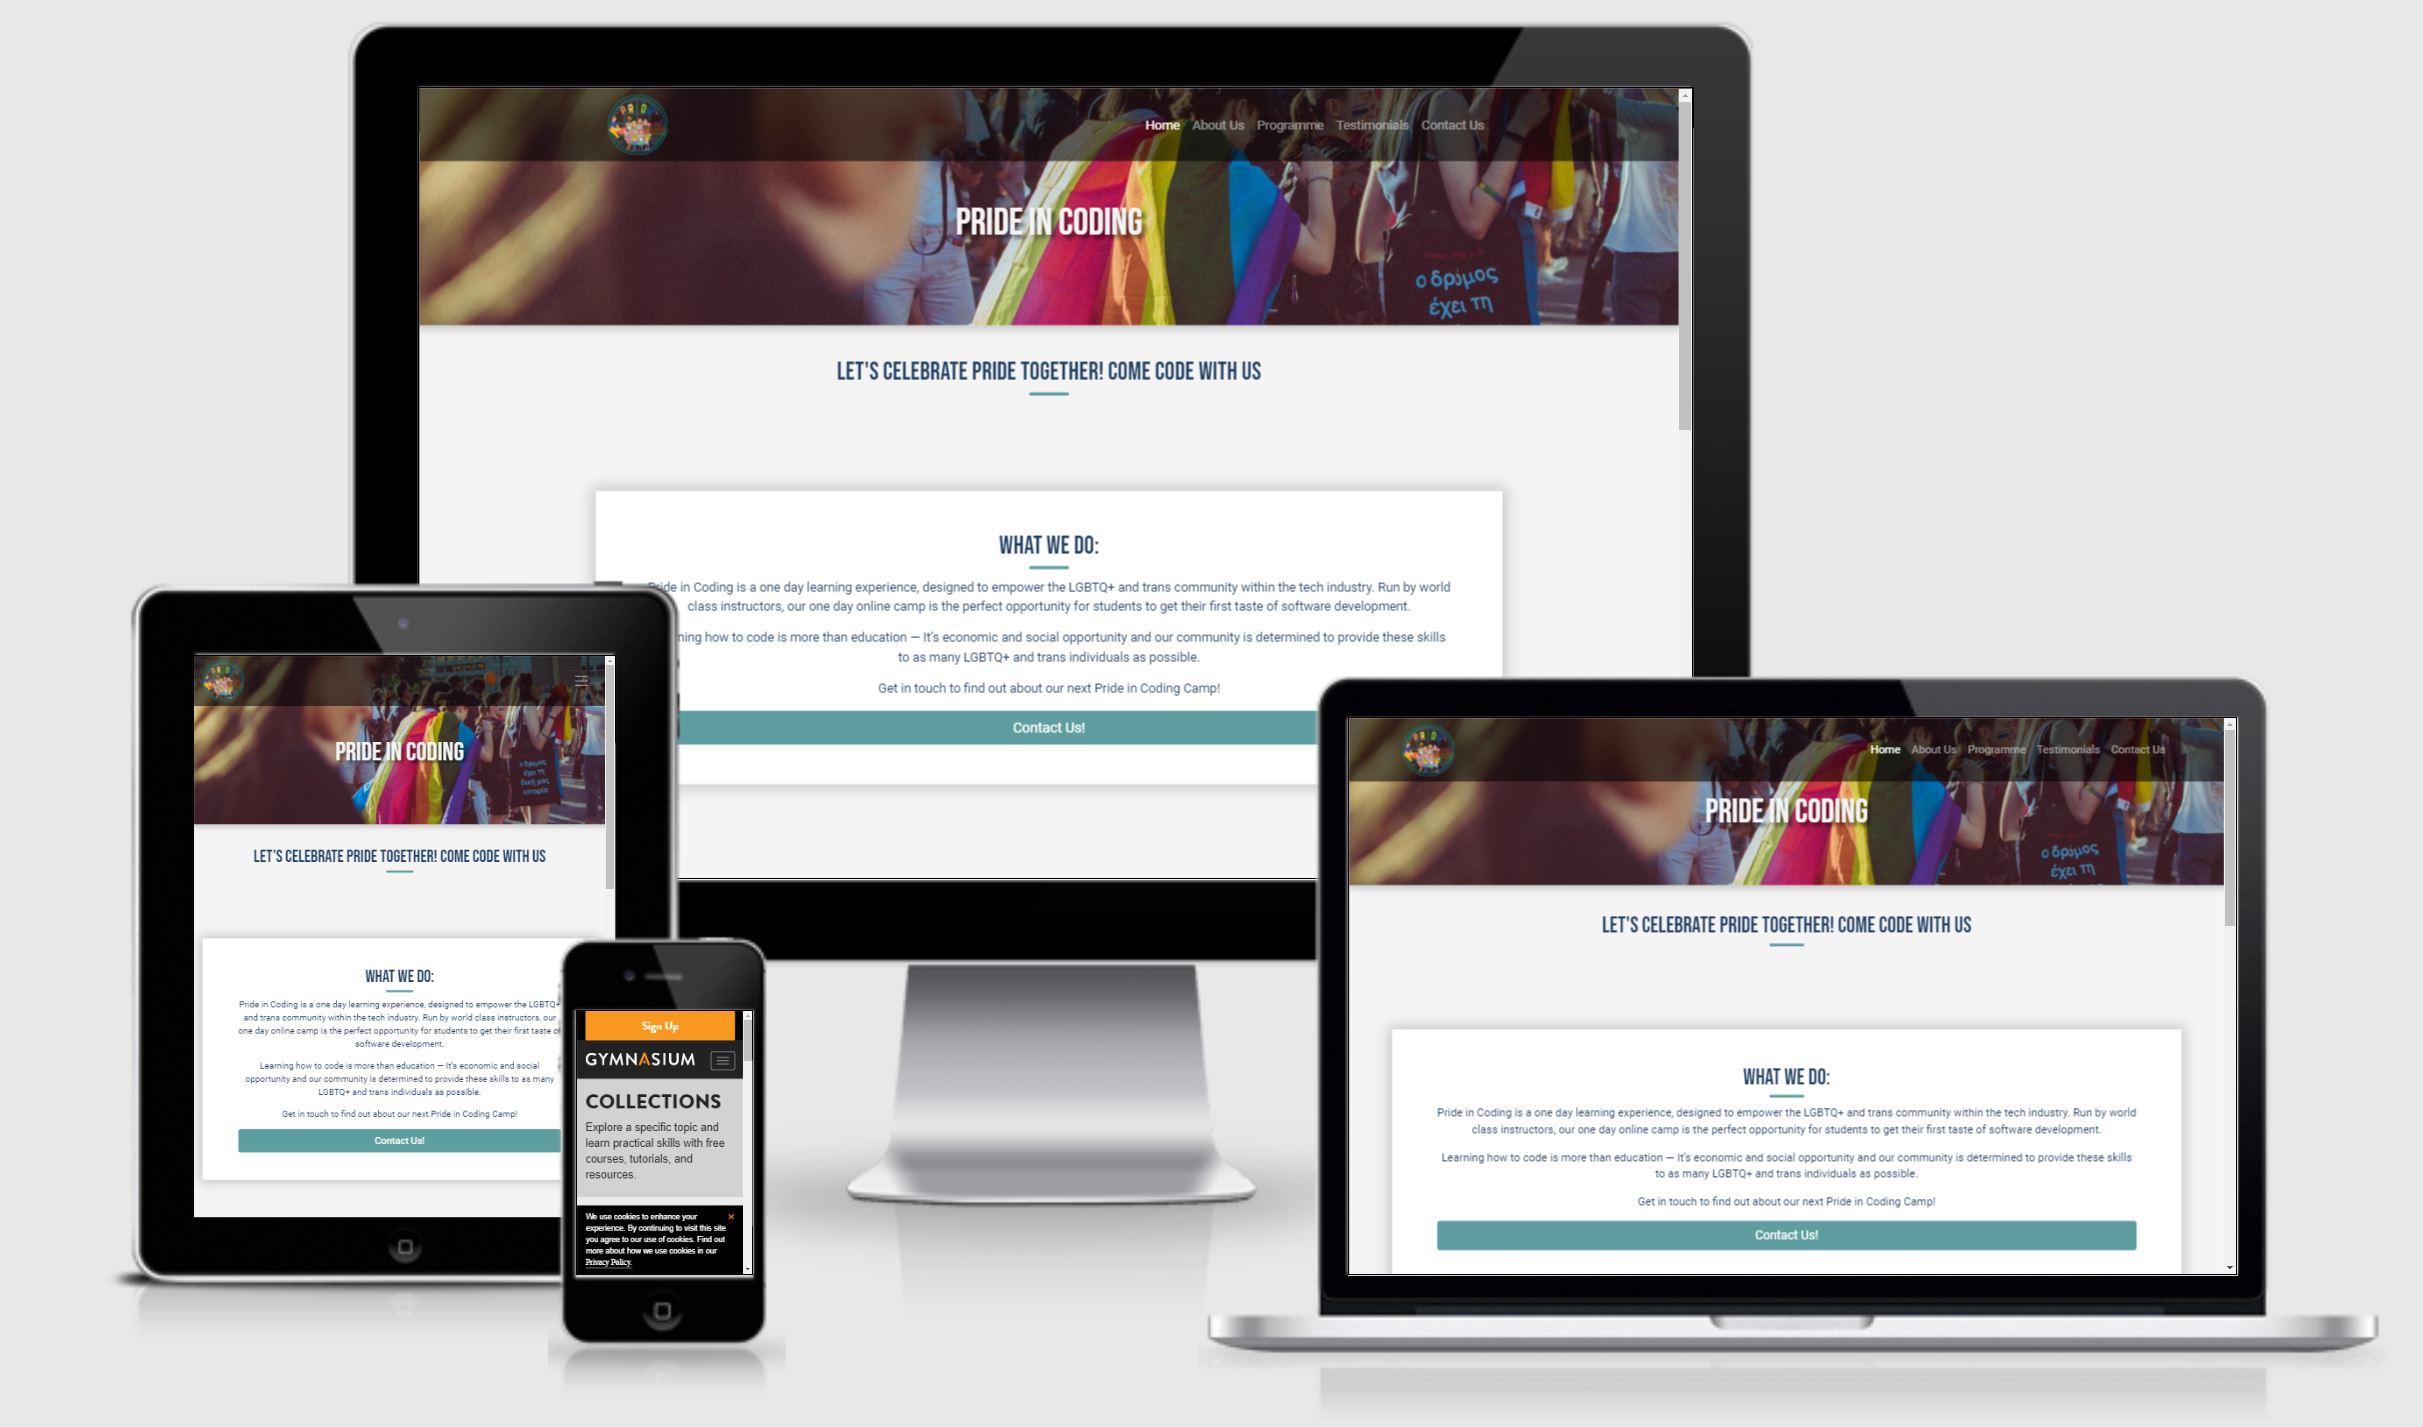 PRIDE
Home About Us Programme Testimonials Contact Us
PRIDE IN CODING
ο δρόμος
έχει τη
LET'S CELEBRATE PRIDE TOGETHER! COME CODE WITH US
WHAT WE DO:
in Coding is a one day learning experience, designed to empower the LGBTQ+ and trans community within the tech industry. Run by world
class instructors, our one day online camp is the perfect opportunity for students to get their first taste of software development.
how to code is more than education — It's economic and social opportunity and our community is determined to provide these skills
to as many LGBTQ+ and trans individuals as possible.
Get in touch to find out about our next Pride in Coding Camp!
Contact Us!
PRIDE IN CODING
ο δρόμος
έχει τη
δική μας
ιστορία
LET'S CELEBRATE PRIDE TOGETHER! COME CODE WITH US
WHAT WE DO:
Pride in Coding is a one day learning experience, designed to empower the LGBTQ+
and trans community within the tech industry. Run by world class instructors, our
one day online camp is the perfect opportunity for students to get their first taste of
software development.
Learning how to code is more than education — It's economic and social
opportunity and our community is determined to provide these skills to as many
LGBTQ+ and trans individuals as possible.
Get in touch to find out about our next Pride in Coding Camp!
Contact Us!
Sign Up
GYMNASIUM
COLLECTIONS
Explore a specific topic and
learn practical skills with free
courses, tutorials, and
resources.
We use cookies to enhance your
experience. By continuing to visit this site
you agree to our use of cookies. Find out
more about how we use cookies in our
Privacy Policy.
Home About Us Programme Testimonials Contact Us
PRIDE IN CODING
ο δρόμος
έχει τη
LET'S CELEBRATE PRIDE TOGETHER! COME CODE WITH US
WHAT WE DO:
Pride in Coding is a one day learning experience, designed to empower the LGBTQ+ and trans community within the tech industry. Run by world
class instructors, our one day online camp is the perfect opportunity for students to get their first taste of software development.
Learning how to code is more than education — It's economic and social opportunity and our community is determined to provide these skills
to as many LGBTQ+ and trans individuals as possible.
Get in touch to find out about our next Pride in Coding Camp!
Contact Us!